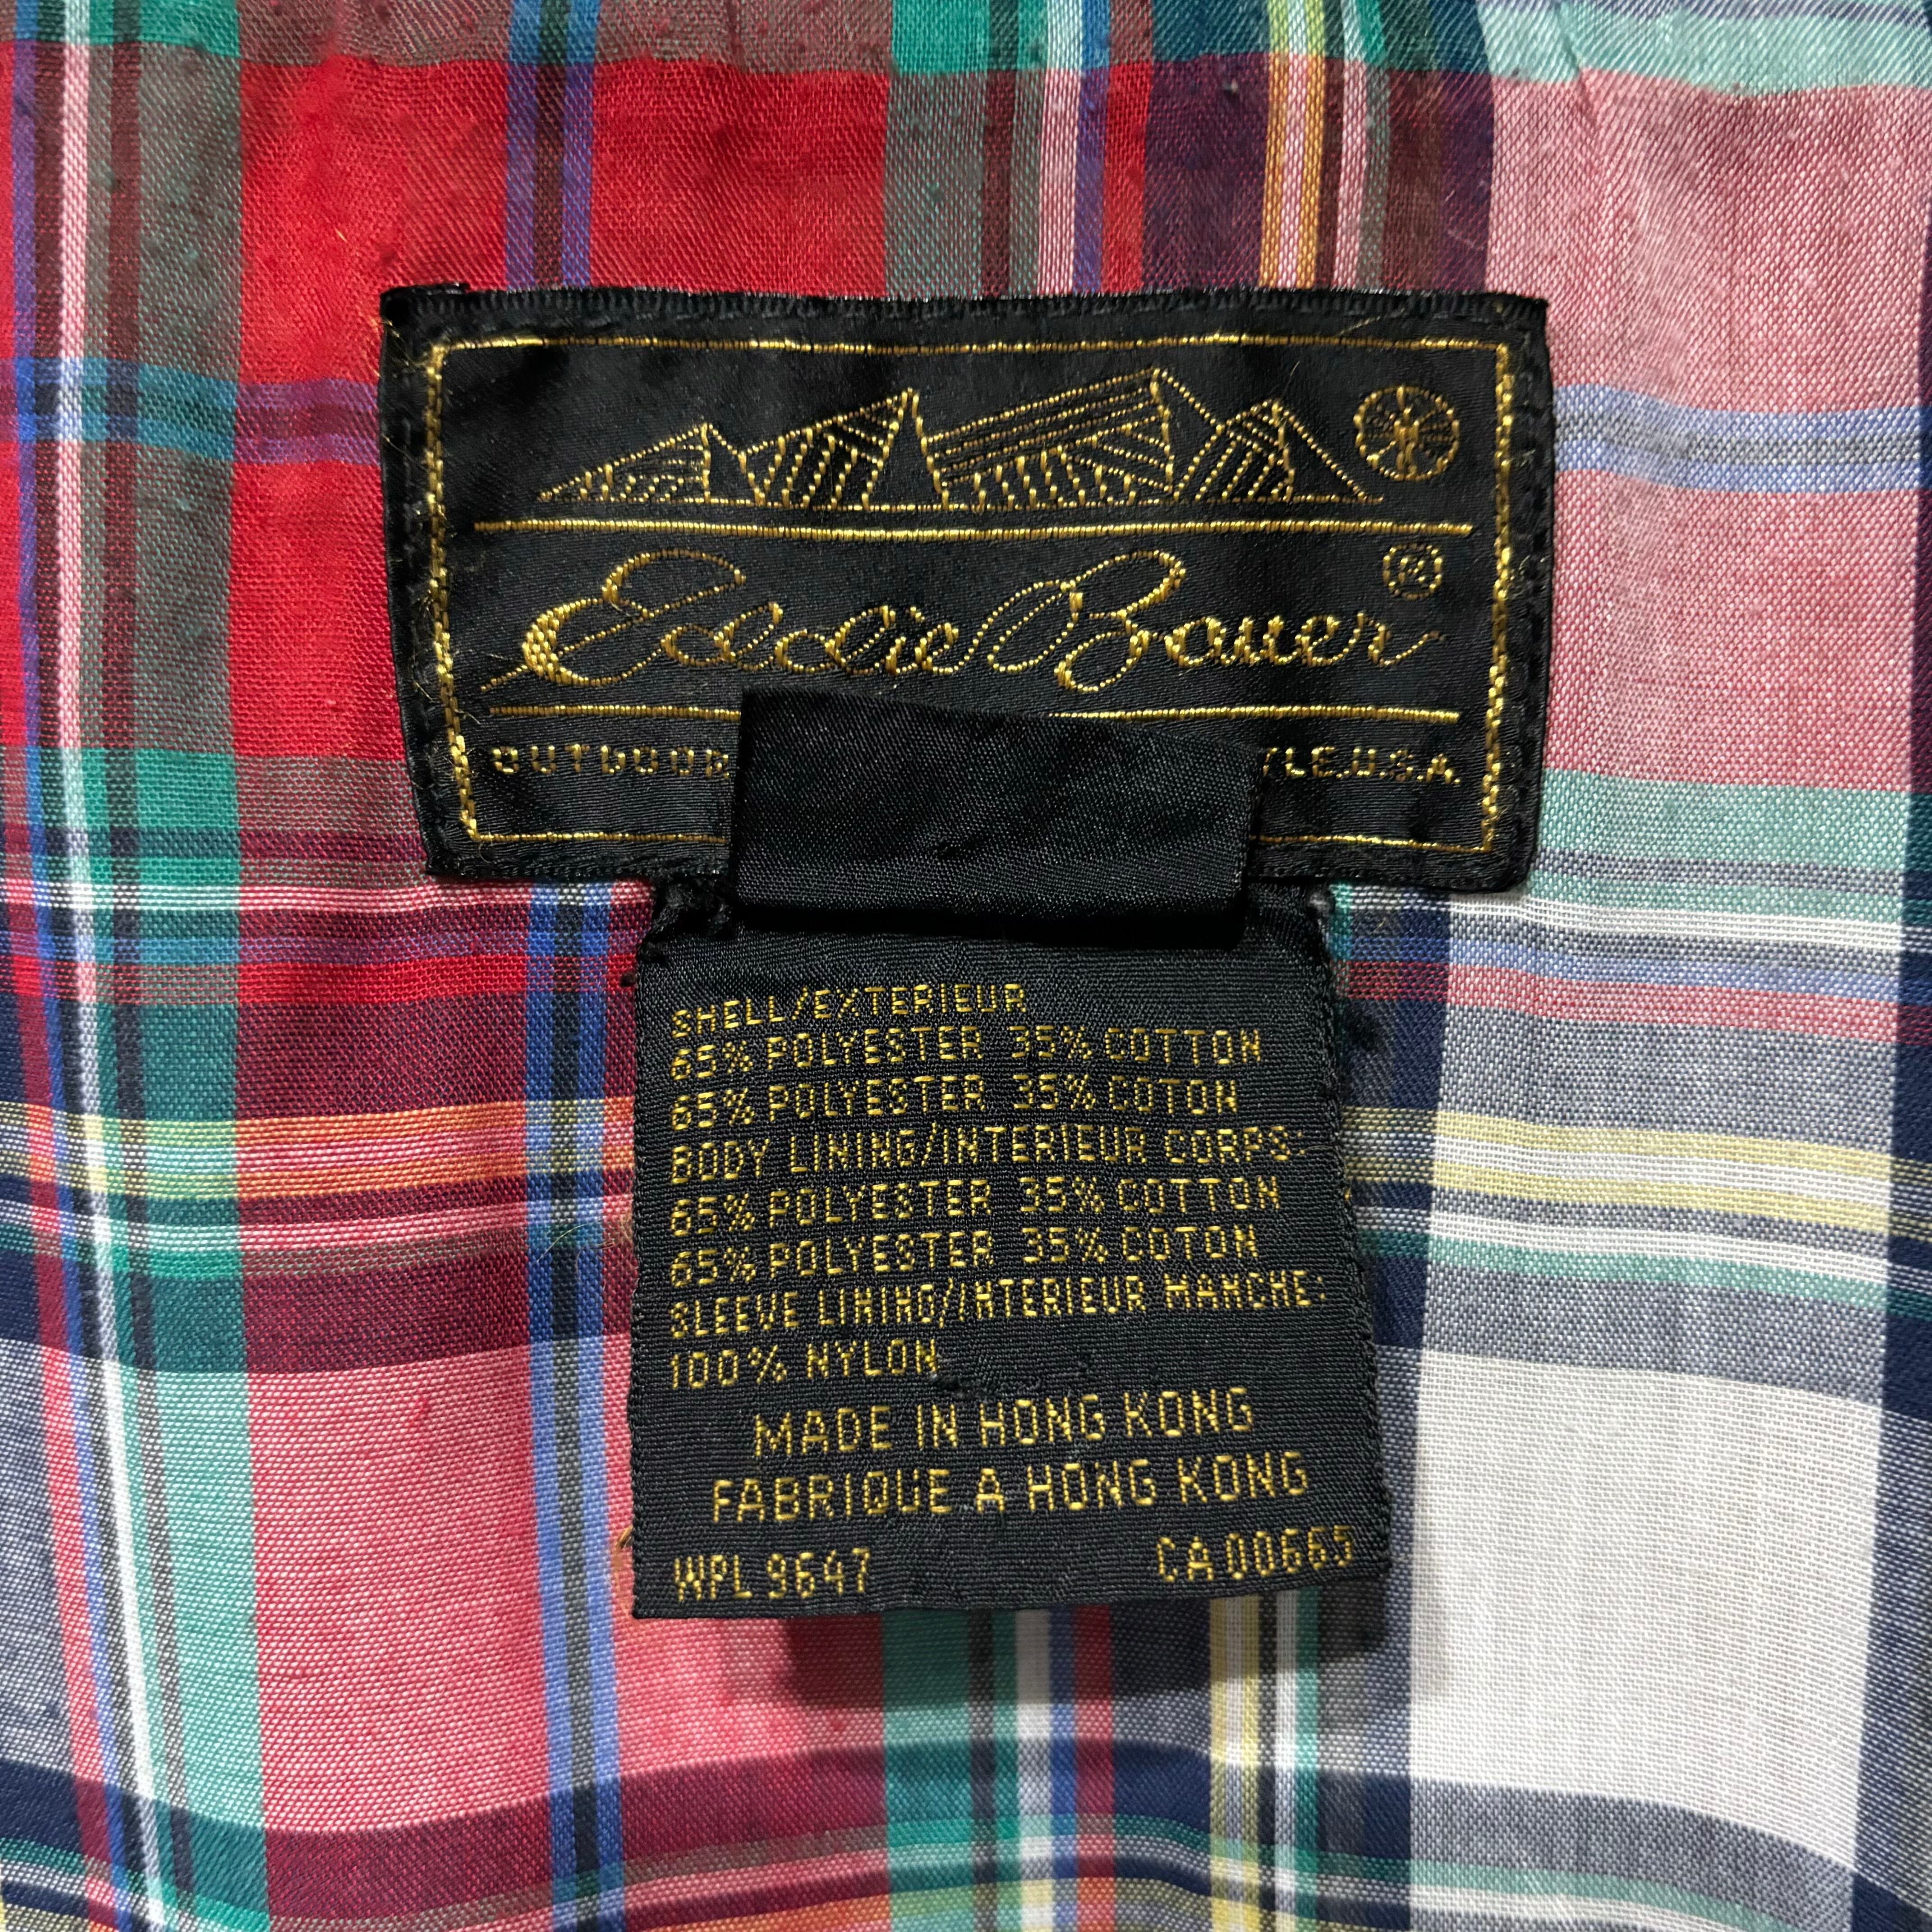 Eddie Bauer ®
OUTDOOR U.S.A.
SHELL/EXTERIEUR
65% POLYESTER 35% COTTON
65% POLYESTER 35% COTON
BODY LINING/INTERIEUR CORPS:
65% POLYESTER 35% COTTON
65% POLYESTER 35% COTON
SLEEVE LINING/INTERIEUR MANCHE:
100% NYLON
MADE IN HONG KONG
FABRIQUE A HONG KONG
WPL 9647 CA 00665